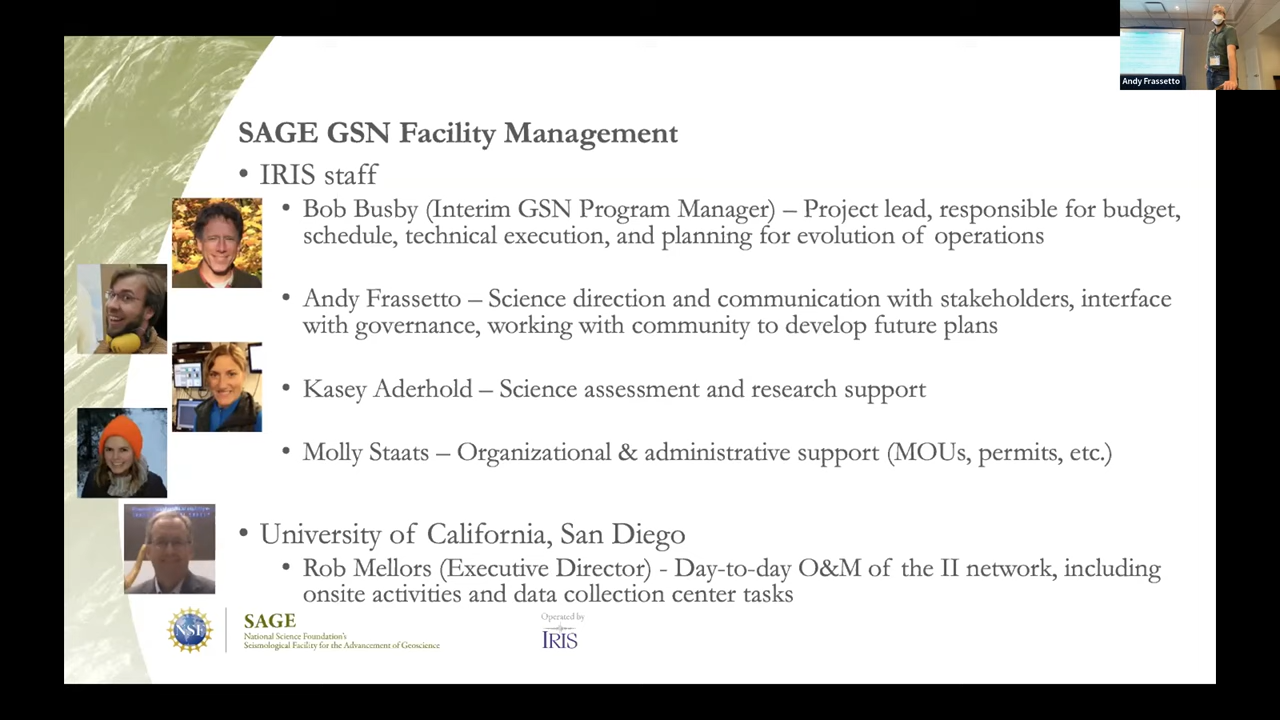 Andy Frassetto
SAGE GSN Facility Management
• IRIS staff
• Bob Busby (Interim GSN Program Manager) – Project lead, responsible for budget,
schedule, technical execution, and planning for evolution of operations
• Andy Frassetto – Science direction and communication with stakeholders, interface
with governance, working with community to develop future plans
• Kasey Aderhold – Science assessment and research support
• Molly Staats – Organizational & administrative support (MOUs, permits, etc.)
• University of California, San Diego
• Rob Mellors (Executive Director) - Day-to-day O&M of the II network, including
onsite activities and data collection center tasks
NSF
SAGE
National Science Foundation's
Seismological Facility for the Advancement of Geoscience
Operated by
IRIS